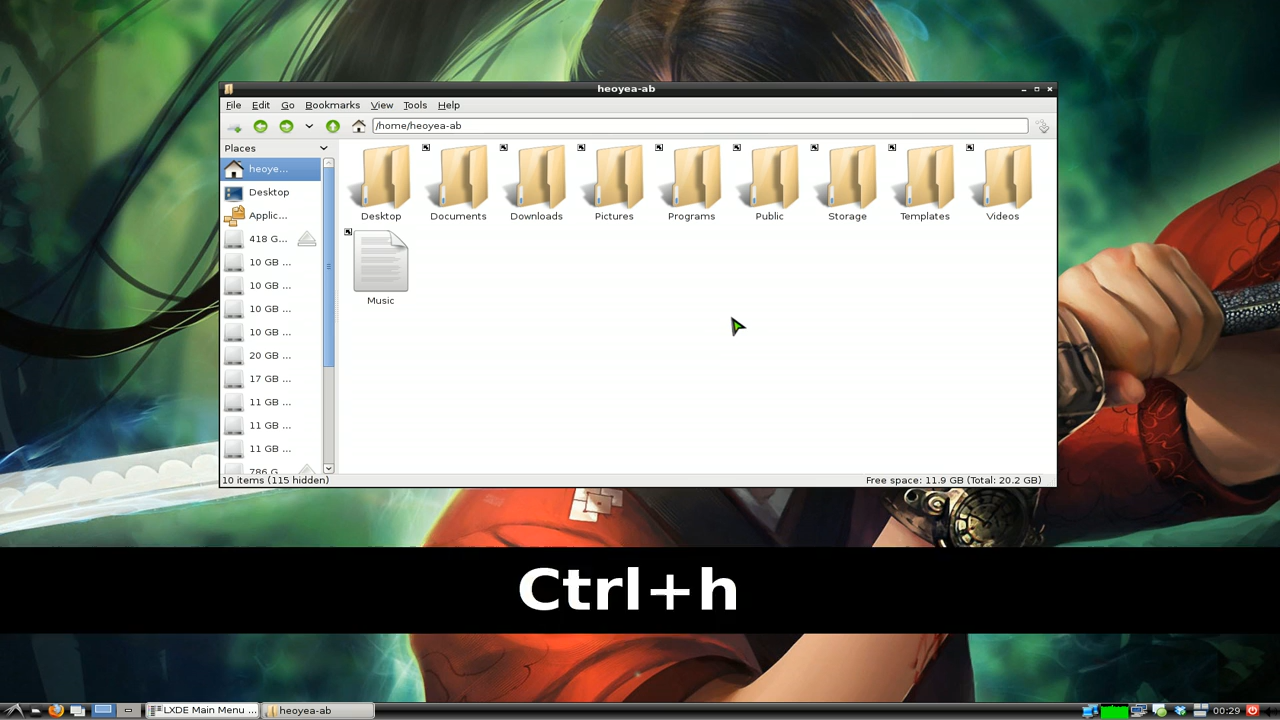 heoyea-ab
File Edit Go Bookmarks View Tools Help
/home/heoyea-ab
Places
heoye...
Desktop
Applic...
418 G...
10 GB ...
10 GB ...
10 GB ...
10 GB ...
20 GB ...
17 GB ...
11 GB ...
11 GB ...
11 GB ...
786 G...
Desktop Documents Downloads Pictures Programs Public Storage Templates Videos
Music
10 items (115 hidden) Free space: 11.9 GB (Total: 20.2 GB)
Ctrl+h
LXDE Main Menu ... heoyea-ab 00:29